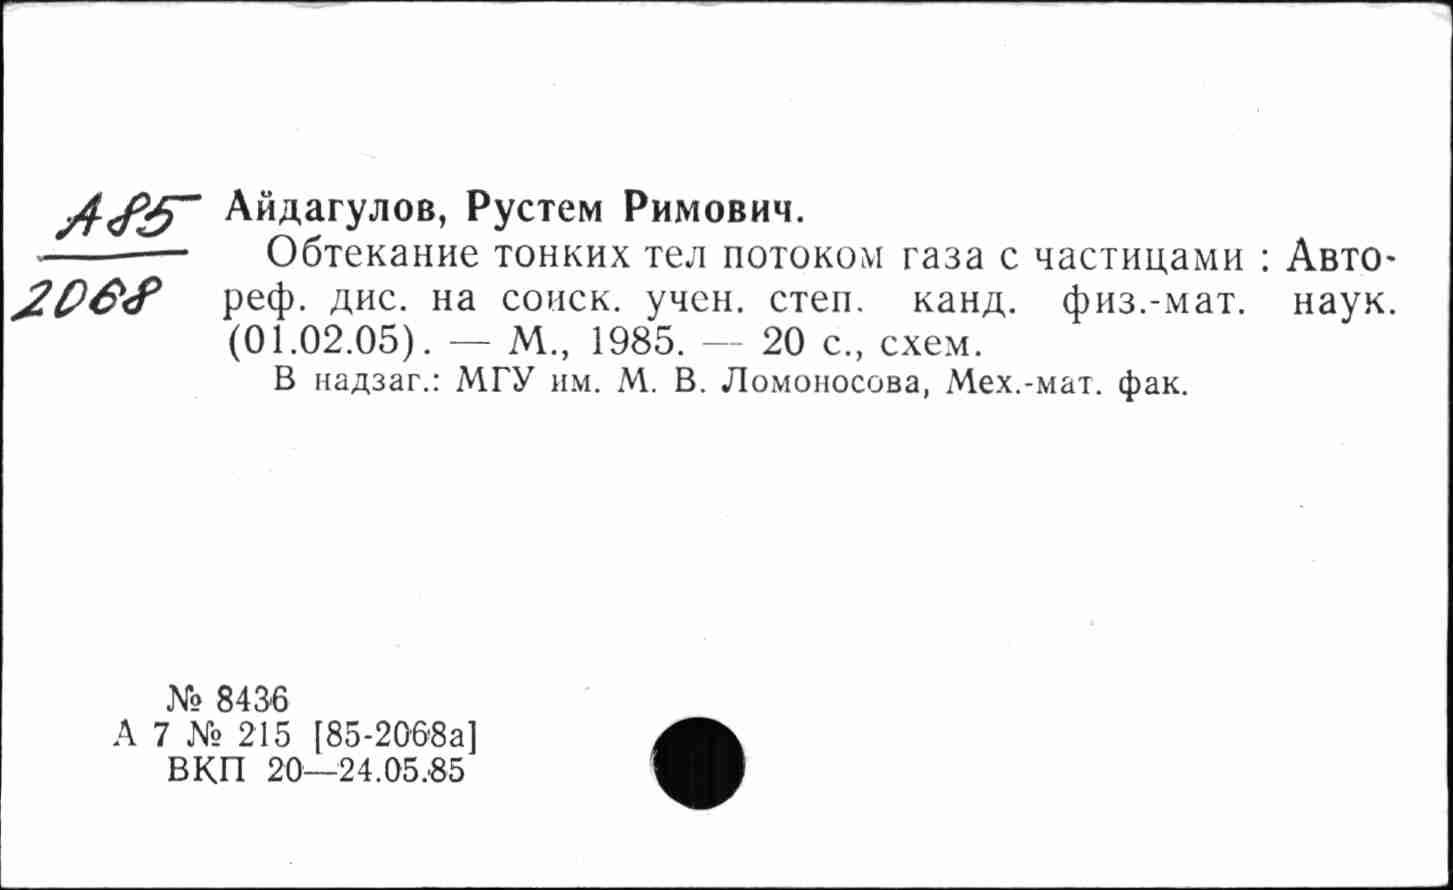 А85
2068
Айдагулов, Рустем Римович.
Обтекание тонких тел потоком газа с частицами : Авто-
реф. дис. на соиск. учен. степ. канд. физ.-мат. наук.
(01.02.05). — М., 1985. — 20 с., схем.
В надзаг.: МГУ им. М. В. Ломоносова, Мех.-мат. фак.
№ 8436
А 7 № 215 [85-2068а]
ВКП 20—24.05.85